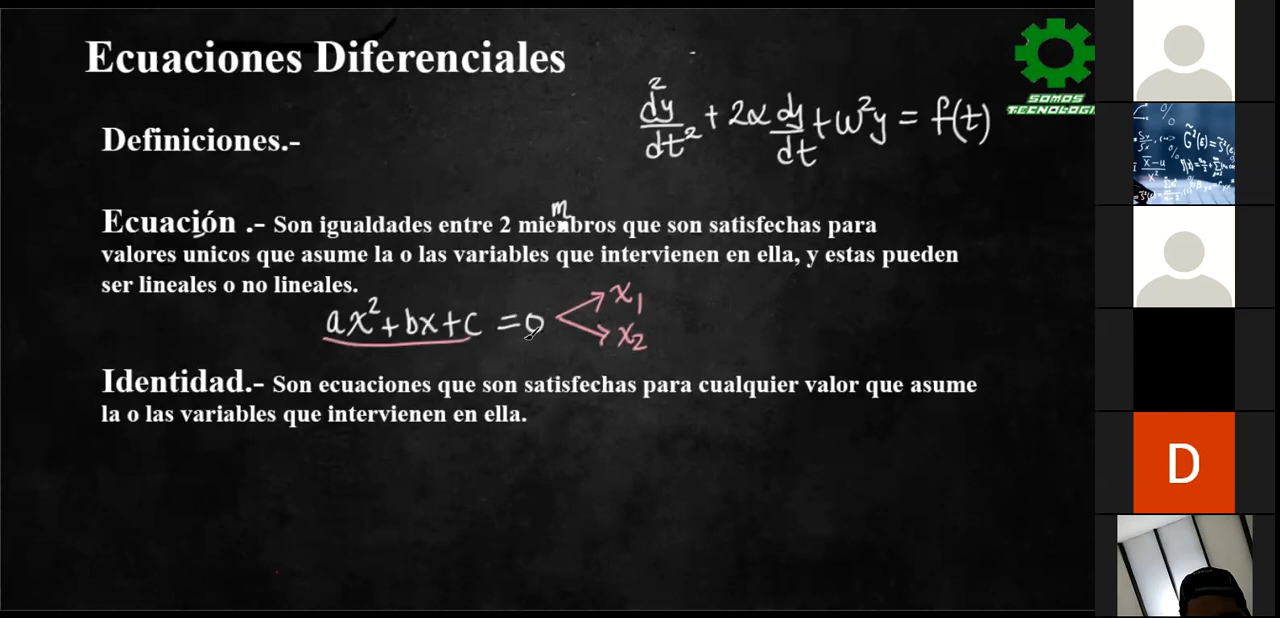 Ecuaciones Diferenciales
SOMOS
TECNOLOGI
d²y/dt² + 2α dy/dt + w²y = f(t)
Definiciones.-
m
Ecuación .- Son igualdades entre 2 mienbros que son satisfechas para
valores unicos que asume la o las variables que intervienen en ella, y estas pueden
ser lineales o no lineales.
ax² + bx + c = 0
x₁
x₂
Identidad.- Son ecuaciones que son satisfechas para cualquier valor que asume
la o las variables que intervienen en ella.
D